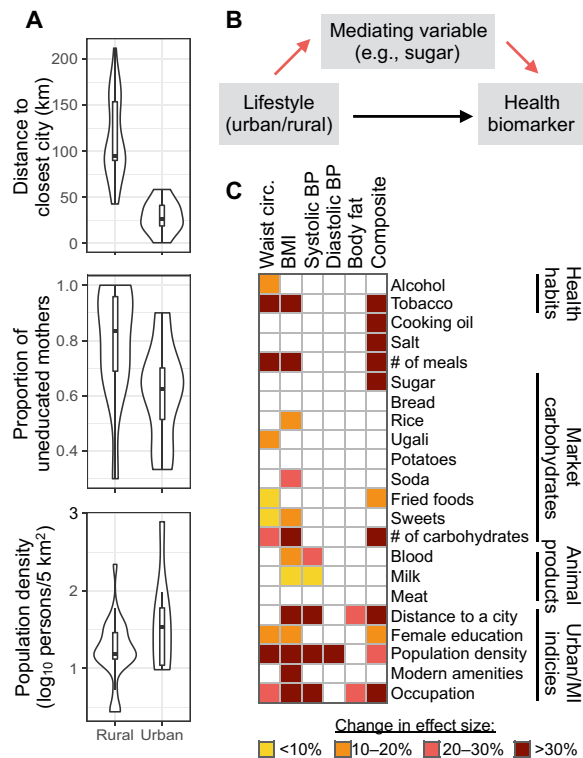 A
Distance to
closest city (km)
200
150
100
50
0
Proportion of
uneducated mothers
1.0
0.8
0.6
0.4
Population density
(log10 persons/5 km2)
3
2
1
Rural Urban
B
Mediating variable
(e.g., sugar)
Lifestyle
(urban/rural)
Health
biomarker
C
Waist circ.
BMI
Systolic BP
Diastolic BP
Body fat
Composite
Alcohol
Tobacco
Cooking oil
Salt
# of meals
Sugar
Bread
Rice
Ugali
Potatoes
Soda
Fried foods
Sweets
# of carbohydrates
Blood
Milk
Meat
Distance to a city
Female education
Population density
Modern amenities
Occupation
Health
habits
Market
carbohydrates
Animal
products
Urban/MI
indicies
Change in effect size:
<10% 10–20% 20–30% >30%